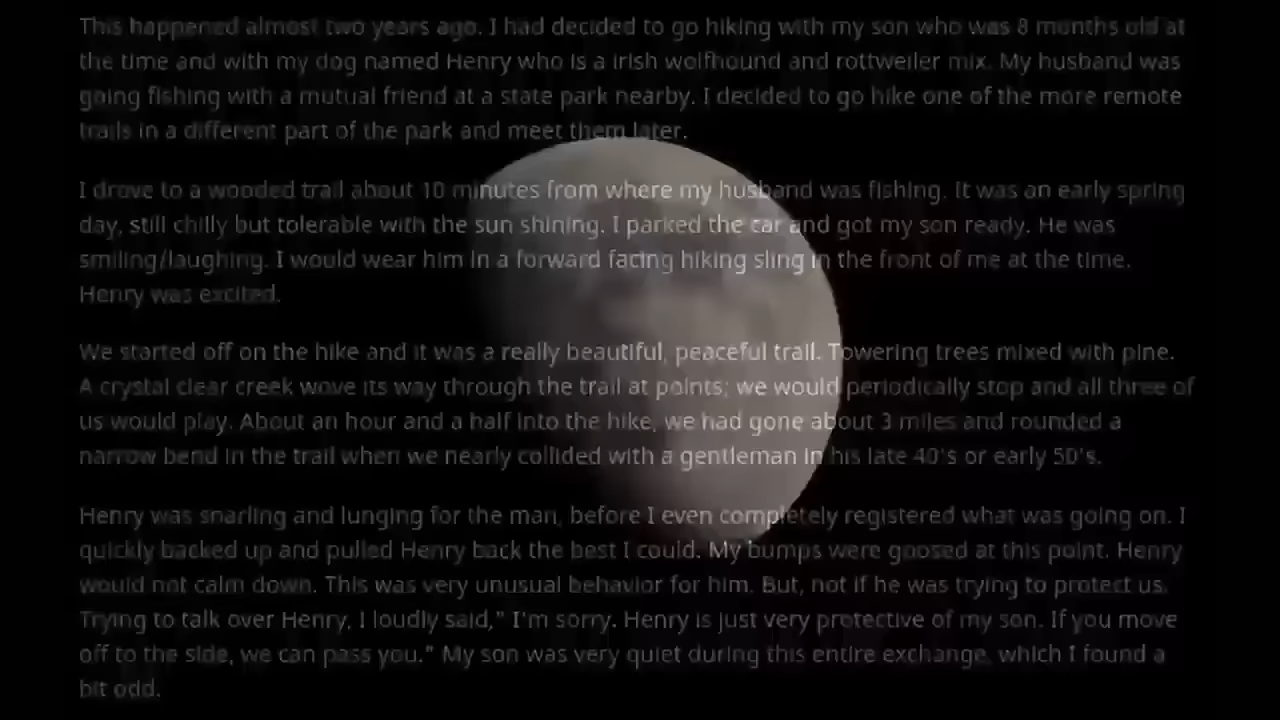 This happened almost two years ago. I had decided to go hiking with my son who was 8 months old at
the time and with my dog named Henry who is a irish wolfhound and rottweiler mix. My husband was
going fishing with a mutual friend at a state park nearby. I decided to go hike one of the more remote
trails in a different part of the park and meet them later.
I drove to a wooded trail about 10 minutes from where my husband was fishing. It was an early spring
day, still chilly but tolerable with the sun shining. I parked the car and got my son ready. He was
smiling/laughing. I would wear him in a forward facing hiking sling in the front of me at the time.
Henry was excited.
We started off on the hike and it was a really beautiful, peaceful trail. Towering trees mixed with pine.
A crystal clear creek wove its way through the trail at points; we would periodically stop and all three of
us would play. About an hour and a half into the hike, we had gone about 3 miles and rounded a
narrow bend in the trail when we nearly collided with a gentleman in his late 40's or early 50's.
Henry was snarling and lunging for the man, before I even completely registered what was going on. I
quickly backed up and pulled Henry back the best I could. My bumps were goosed at this point. Henry
would not calm down. This was very unusual behavior for him. But, not if he was trying to protect us.
Trying to talk over Henry, I loudly said," I'm sorry. Henry is just very protective of my son. If you move
off to the side, we can pass you." My son was very quiet during this entire exchange, which I found a
bit odd.